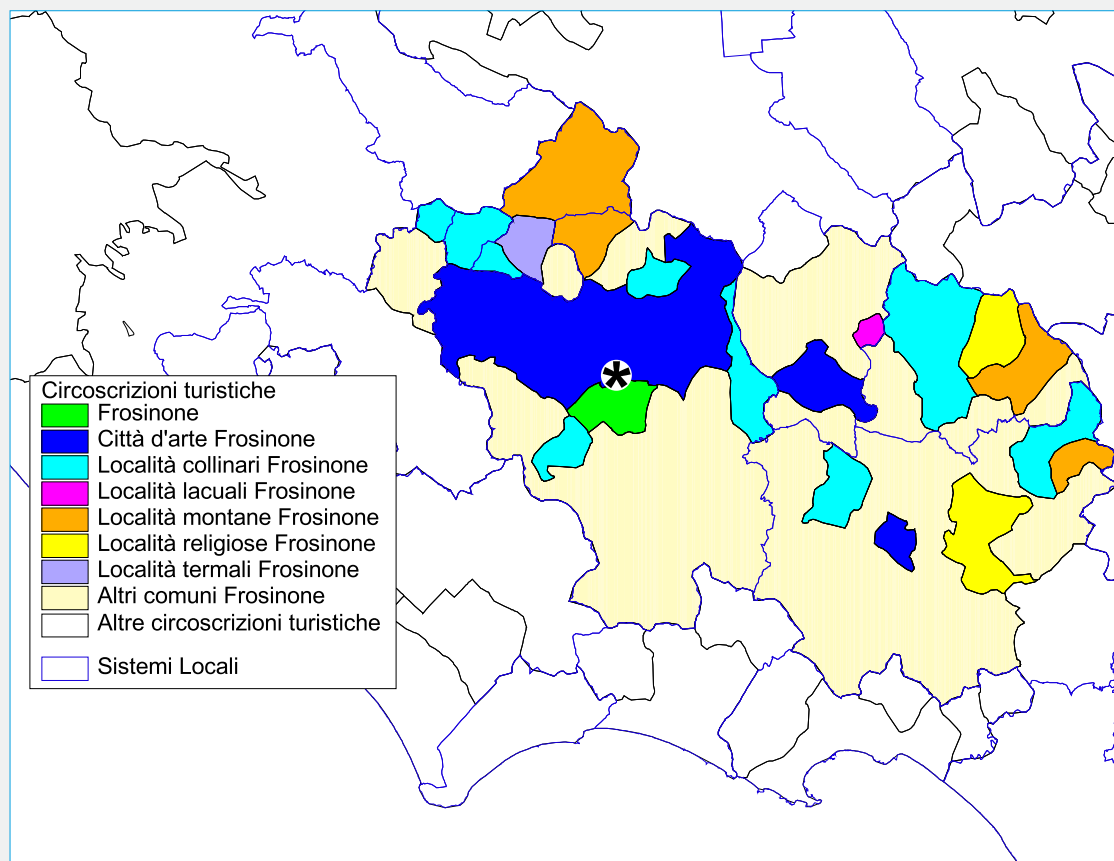 Circoscrizioni turistiche
Frosinone
Città d'arte Frosinone
Località collinari Frosinone
Località lacuali Frosinone
Località montane Frosinone
Località religiose Frosinone
Località termali Frosinone
Altri comuni Frosinone
Altre circoscrizioni turistiche
Sistemi Locali